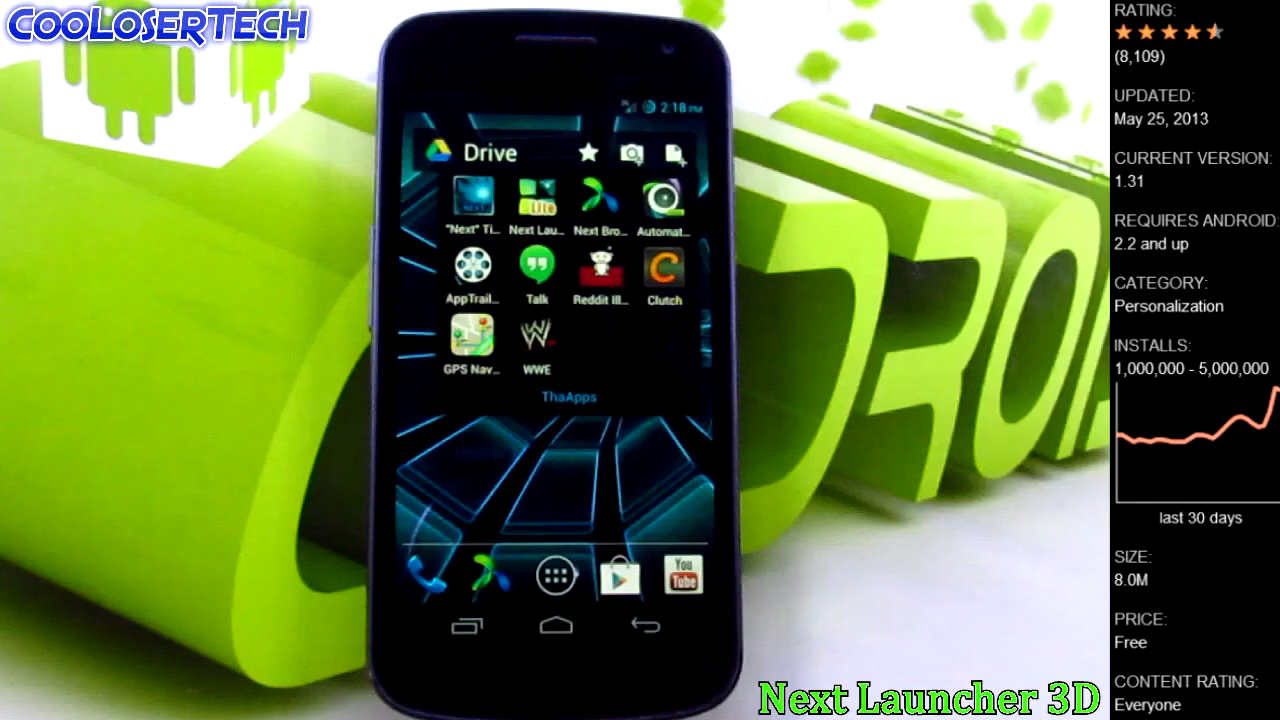 CooLoserTech
2:18 PM
Drive
"Next" Ti...
Next Lau...
Next Bro...
Automat...
Lite
AppTrail...
Talk
Reddit Ill...
Clutch
GPS Nav...
WWE
ThaApps
You
Tube
Next Launcher 3D
RATING:
(8,109)
UPDATED:
May 25, 2013
CURRENT VERSION:
1.31
REQUIRES ANDROID:
2.2 and up
CATEGORY:
Personalization
INSTALLS:
1,000,000 - 5,000,000
last 30 days
SIZE:
8.0M
PRICE:
Free
CONTENT RATING:
Everyone